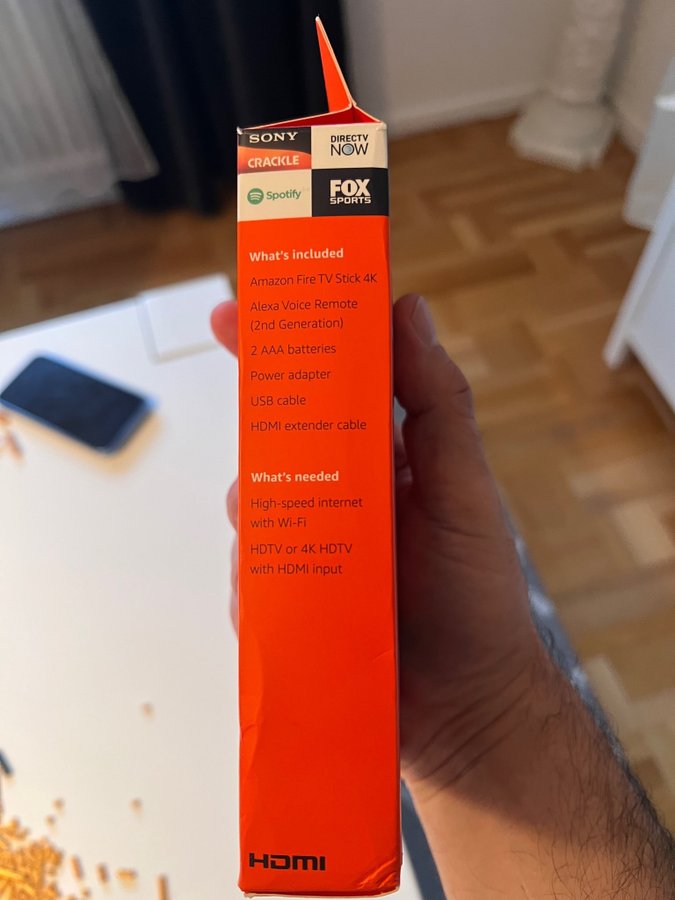 SONY
CRACKLE
DIRECTV
NOW
Spotify
FOX
SPORTS
What's included
Amazon Fire TV Stick 4K
Alexa Voice Remote
(2nd Generation)
2 AAA batteries
Power adapter
USB cable
HDMI extender cable
What's needed
High-speed internet
with Wi-Fi
HDTV or 4K HDTV
with HDMI input
HDMI